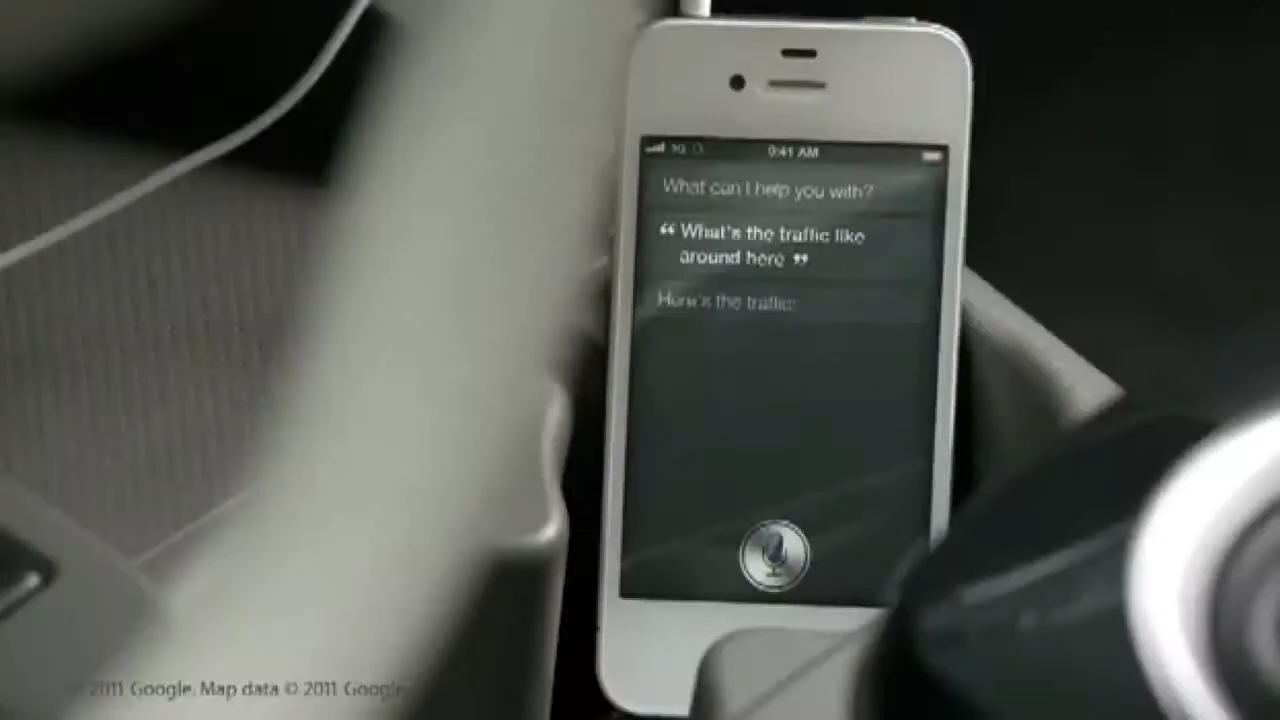 3G
9:41 AM
What can I help you with?
“ What's the traffic like
around here ”
Here's the traffic:
2011 Google. Map data © 2011 Google